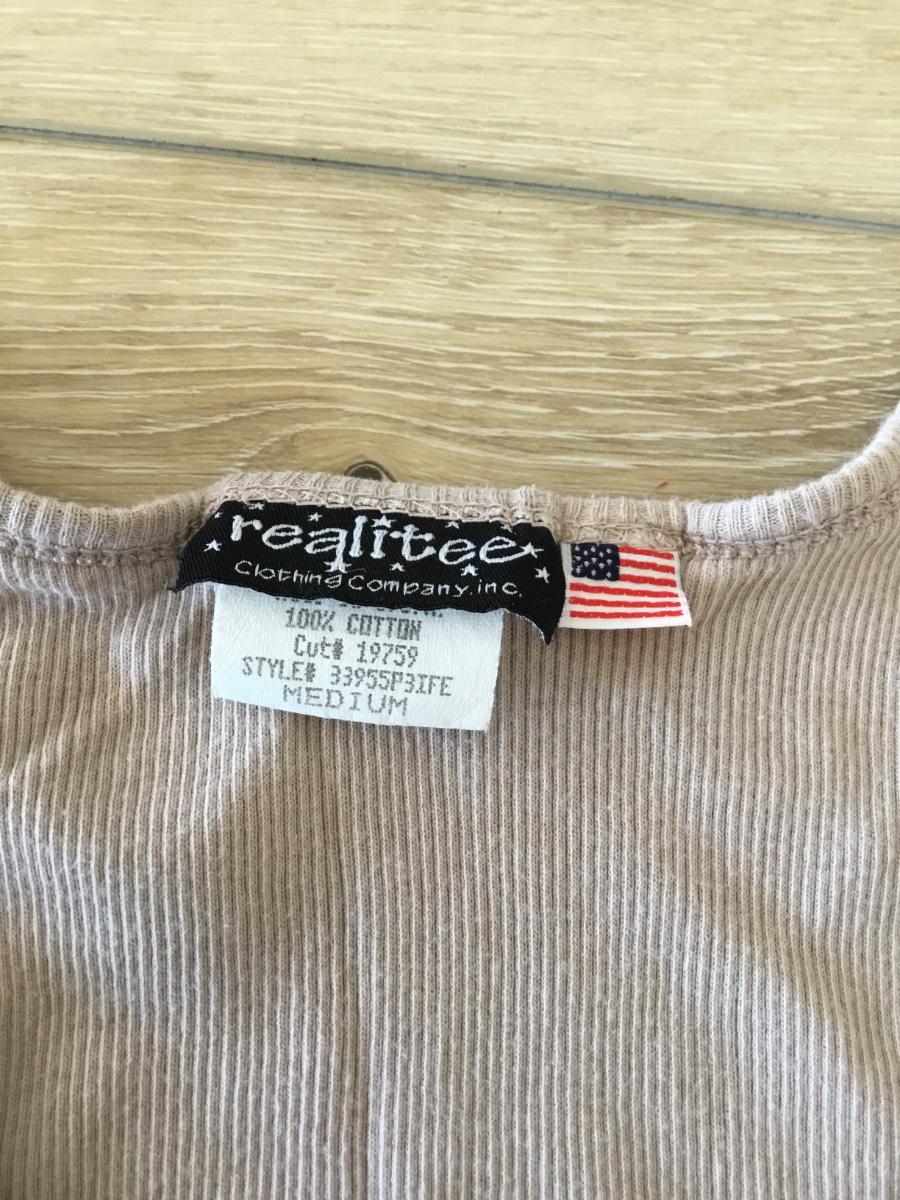 realitee
Clothing Company, inc.
100% COTTON
Cut# 19759
STYLE# 33955P3IFE
MEDIUM